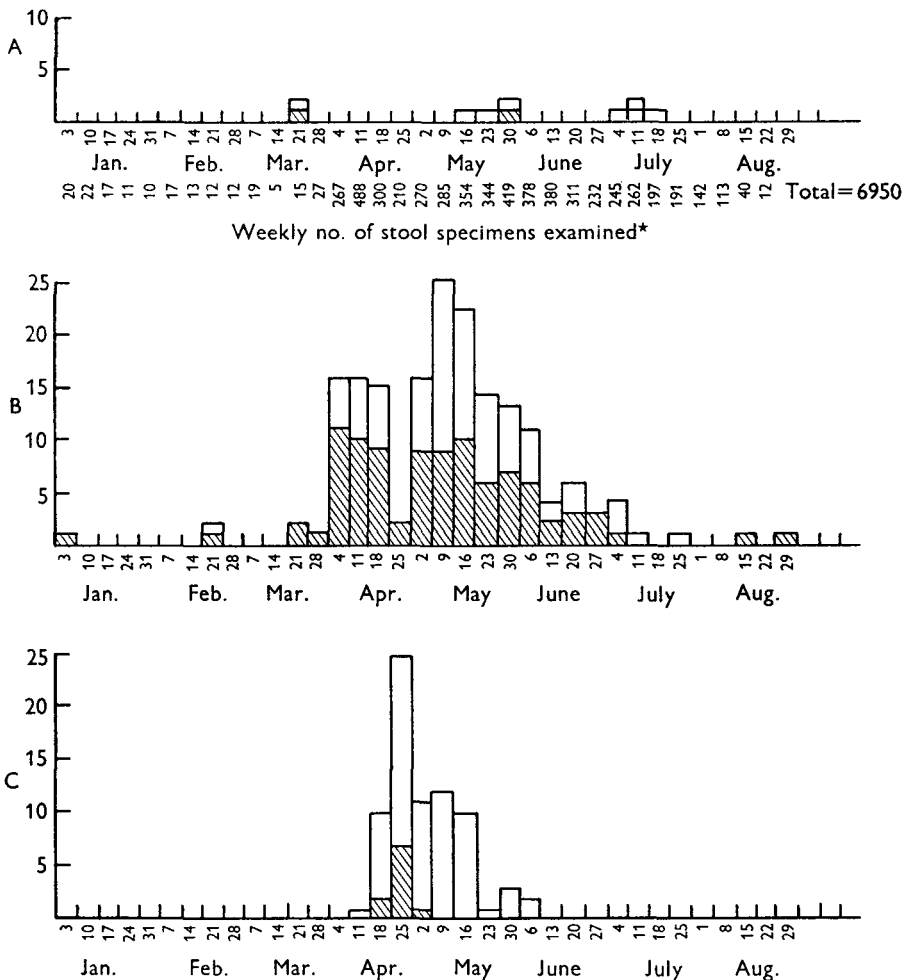 10
A
5
3 10 17 24 31 7 14 21 28 7 14 21 28 4 11 18 25 2 9 16 23 30 6 13 20 27 4 11 18 25 1 8 15 22 29
Jan. Feb. Mar. Apr. May June July Aug.
20 22 17 11 10 17 13 12 12 19 5 15 27 267 488 300 210 270 285 354 344 419 378 380 311 232 245 262 197 191 142 113 40 12 Total=6950
Weekly no. of stool specimens examined*
25
20
15
B
10
5
3 10 17 24 31 7 14 21 28 7 14 21 28 4 11 18 25 2 9 16 23 30 6 13 20 27 4 11 18 25 1 8 15 22 29
Jan. Feb. Mar. Apr. May June July Aug.
25
20
15
C
10
5
3 10 17 24 31 7 14 21 28 7 14 21 28 4 11 18 25 2 9 16 23 30 6 13 20 27 4 11 18 25 1 8 15 22 29
Jan. Feb. Mar. Apr. May June July Aug.